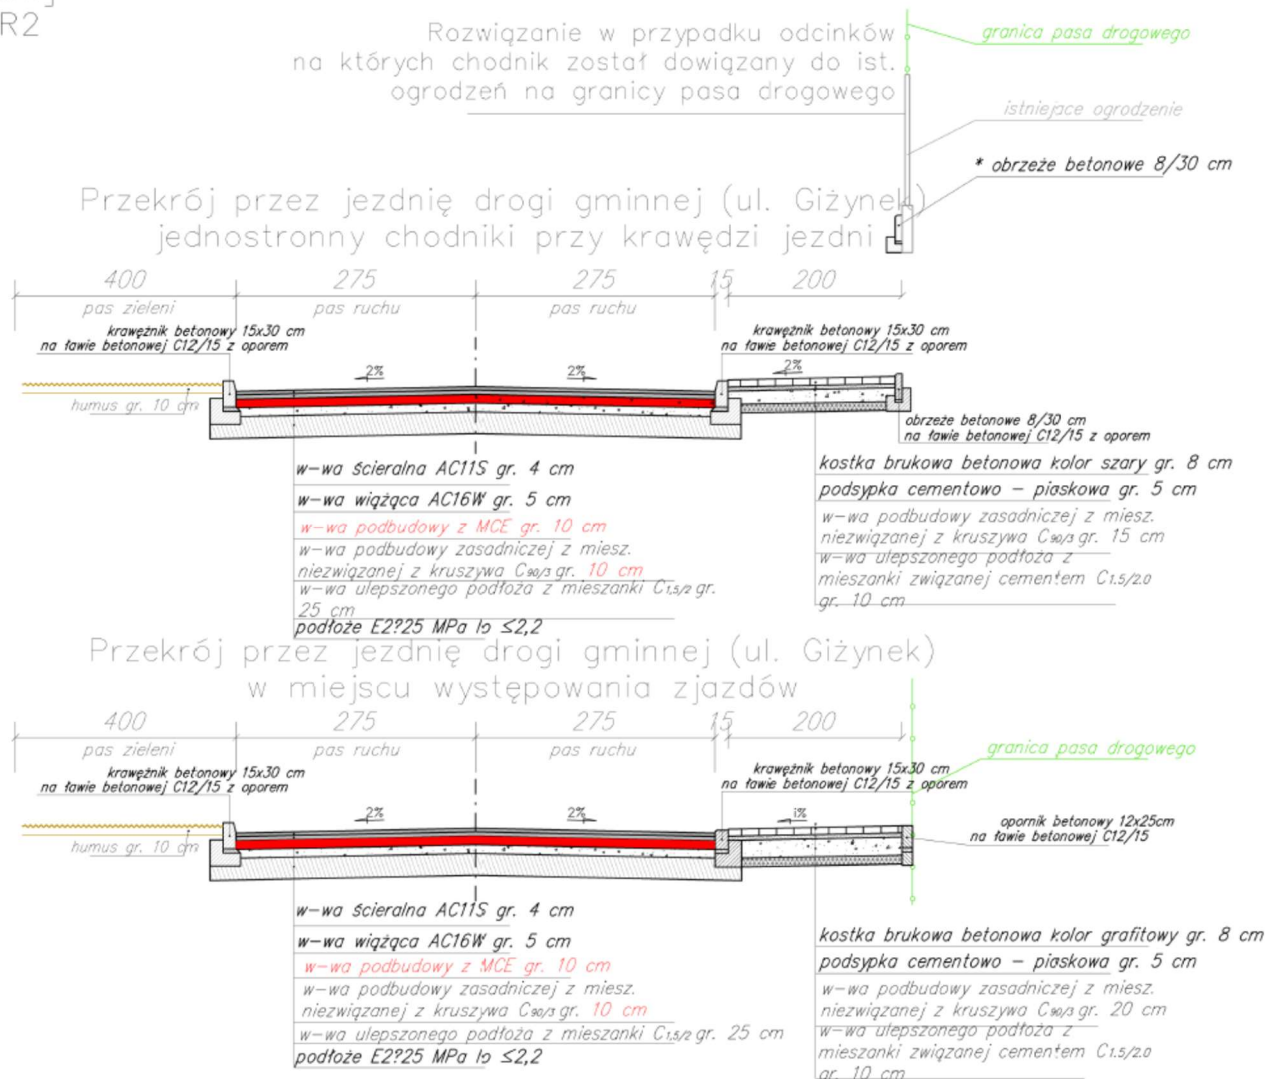 R2
Rozwiązanie w przypadku odcinków
na których chodnik został dowiązany do ist.
ogrodzeń na granicy pasa drogowego
granica pasa drogowego
istniejace ogrodzenie
* obrzeże betonowe 8/30 cm
Przekrój przez jezdnię drogi gminnej (ul. Giżynek)
jednostronny chodniki przy krawędzi jezdni
400 275 275 15 200
pas zieleni pas ruchu pas ruchu
krawężnik betonowy 15x30 cm
na ławie betonowej C12/15 z oporem
krawężnik betonowy 15x30 cm
na ławie betonowej C12/15 z oporem
2% 2% 2%
humus gr. 10 cm
obrzeże betonowe 8/30 cm
na ławie betonowej C12/15 z oporem
w-wa ścieralna AC11S gr. 4 cm
w-wa wiążąca AC16W gr. 5 cm
w-wa podbudowy z MCE gr. 10 cm
w-wa podbudowy zasadniczej z miesz.
niezwiązanej z kruszywa C90/3 gr. 10 cm
w-wa ulepszonego podłoża z mieszanki C1,5/2 gr.
25 cm
podłoże E2?25 MPa Io ≤2,2
kostka brukowa betonowa kolor szary gr. 8 cm
podsypka cementowo – piaskowa gr. 5 cm
w-wa podbudowy zasadniczej z miesz.
niezwiązanej z kruszywa C90/3 gr. 15 cm
w-wa ulepszonego podłoża z
mieszanki związanej cementem C1.5/2.0
gr. 10 cm
Przekrój przez jezdnię drogi gminnej (ul. Giżynek)
w miejscu występowania zjazdów
400 275 275 15 200
pas zieleni pas ruchu pas ruchu
granica pasa drogowego
krawężnik betonowy 15x30 cm
na ławie betonowej C12/15 z oporem
krawężnik betonowy 15x30 cm
na ławie betonowej C12/15 z oporem
2% 2% 1%
opornik betonowy 12x25cm
na ławie betonowej C12/15
humus gr. 10 cm
w-wa ścieralna AC11S gr. 4 cm
w-wa wiążąca AC16W gr. 5 cm
w-wa podbudowy z MCE gr. 10 cm
w-wa podbudowy zasadniczej z miesz.
niezwiązanej z kruszywa C90/3 gr. 10 cm
w-wa ulepszonego podłoża z mieszanki C1,5/2 gr. 25 cm
podłoże E2?25 MPa Io ≤2,2
kostka brukowa betonowa kolor grafitowy gr. 8 cm
podsypka cementowo – piaskowa gr. 5 cm
w-wa podbudowy zasadniczej z miesz.
niezwiązanej z kruszywa C90/3 gr. 20 cm
w-wa ulepszonego podłoża z
mieszanki związanej cementem C1.5/2.0
gr. 10 cm